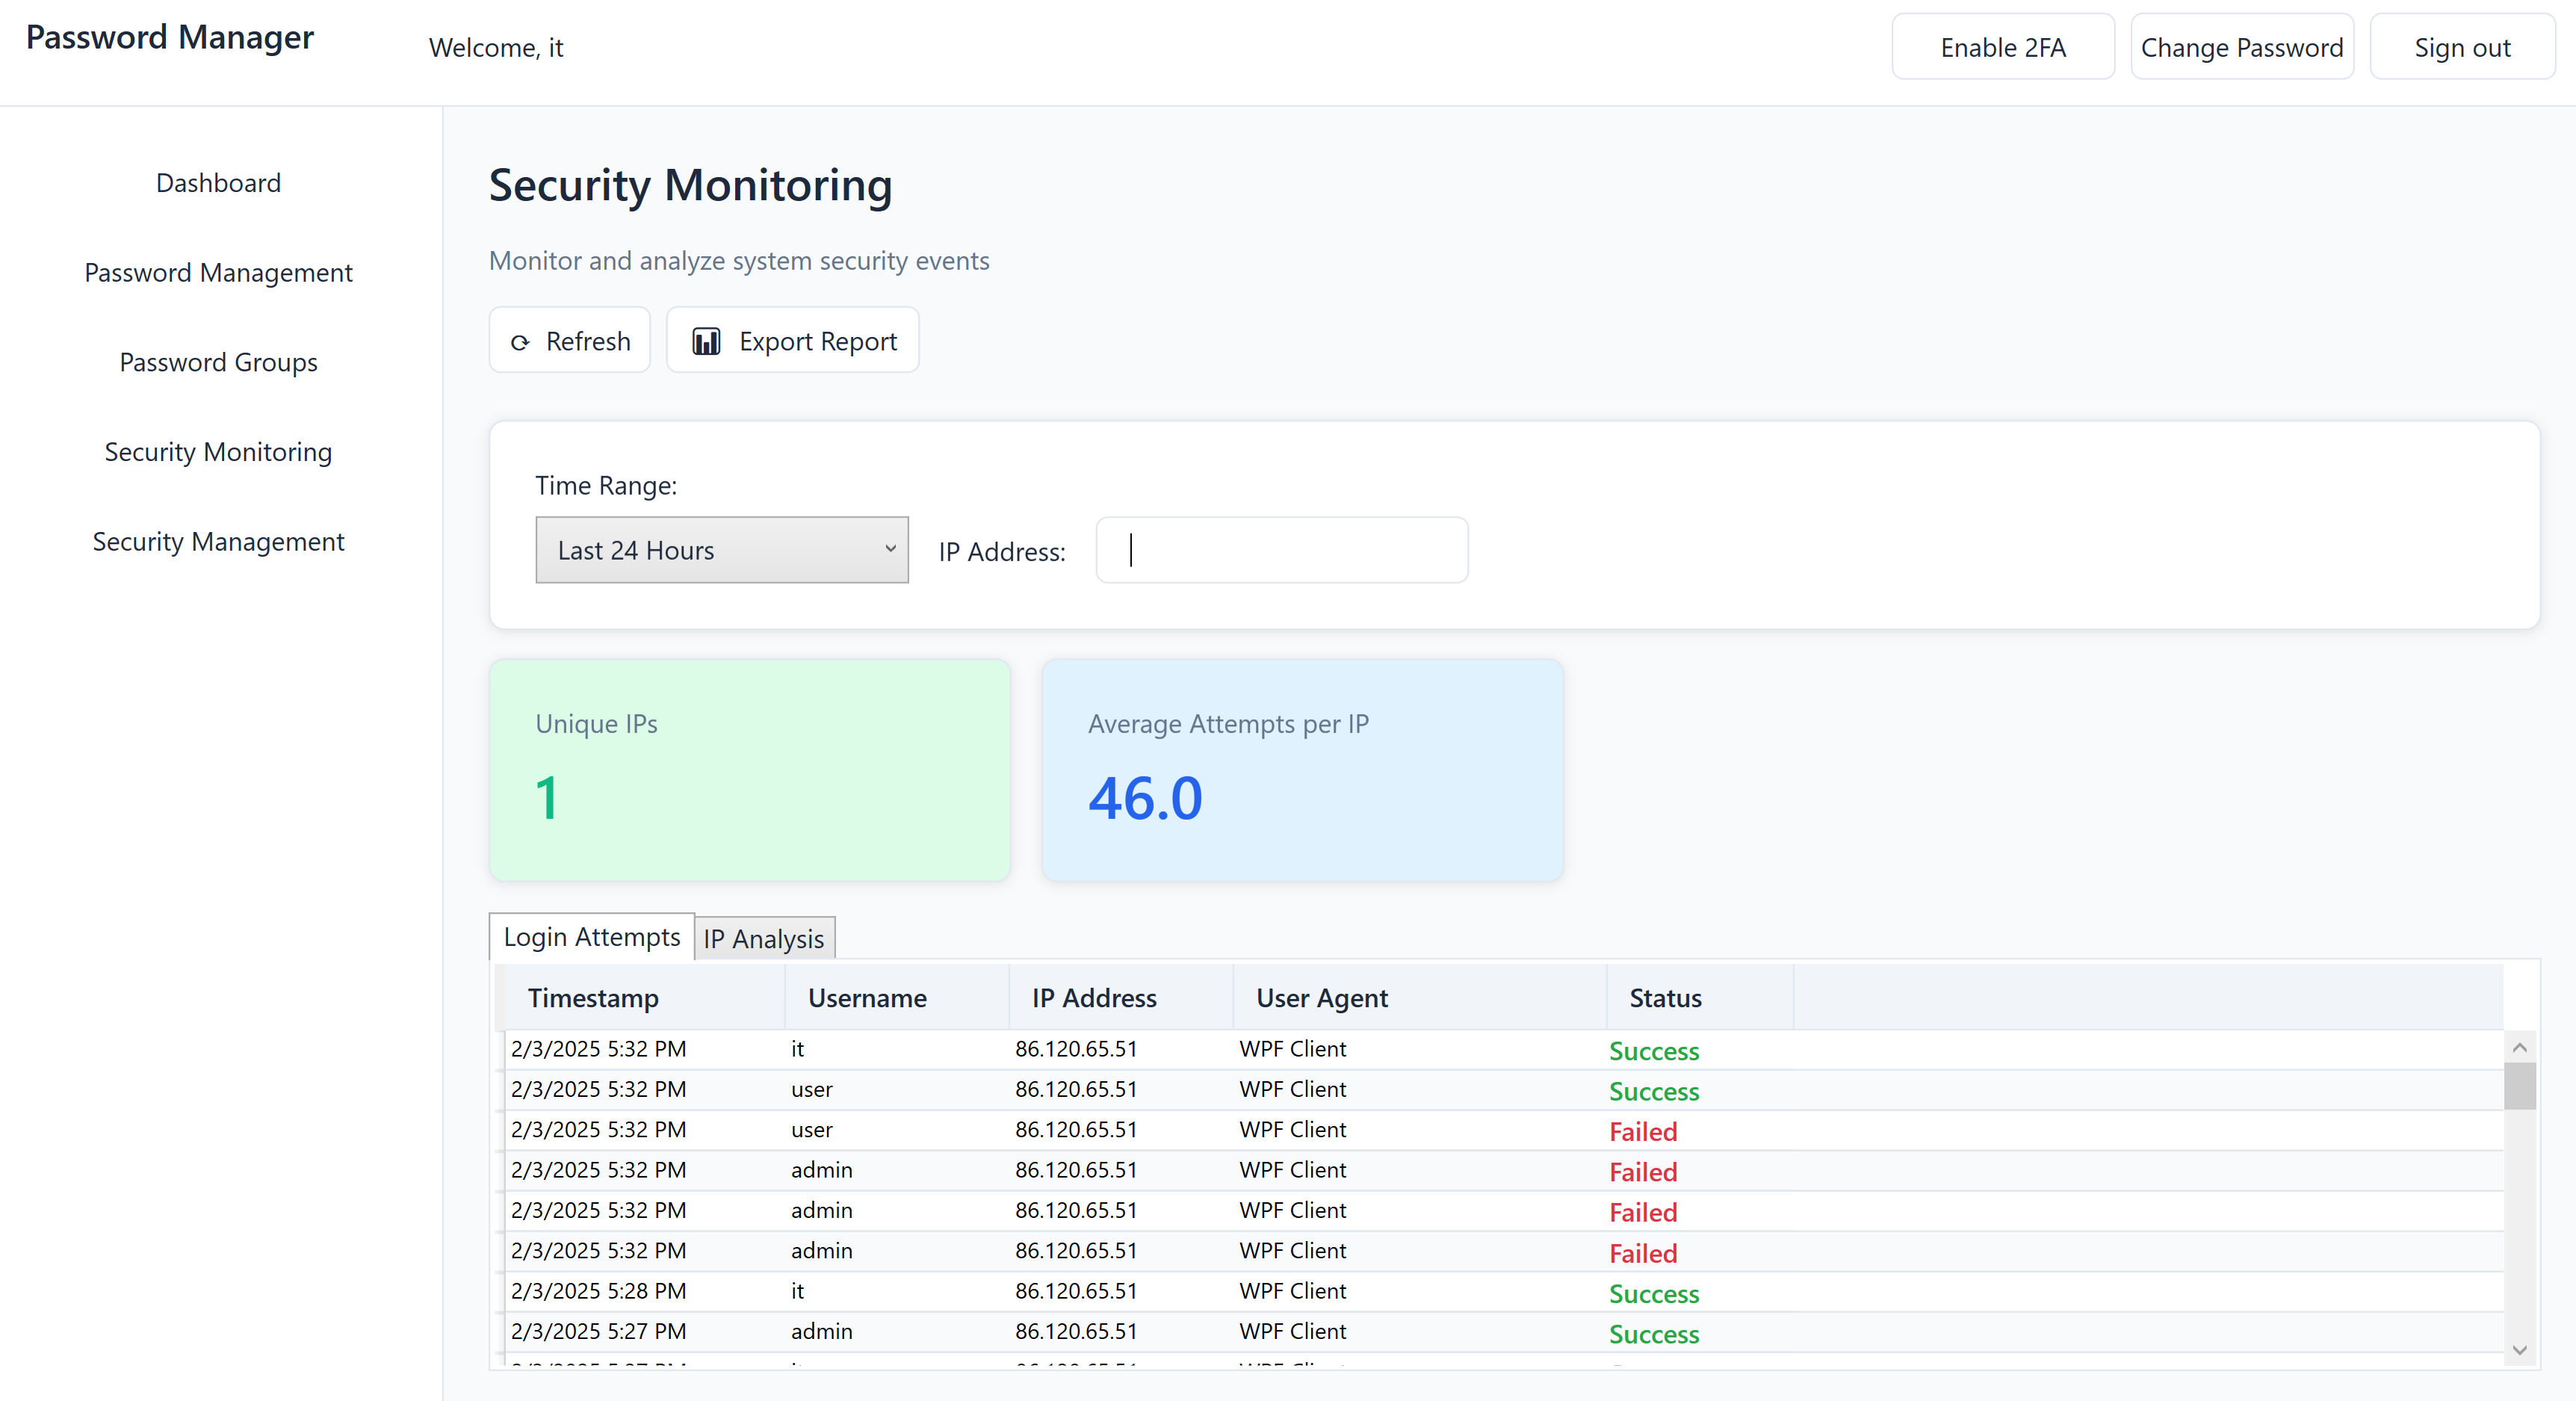 Password Manager
Welcome, it
Enable 2FA
Change Password
Sign out
Dashboard
Password Management
Password Groups
Security Monitoring
Security Management
Security Monitoring
Monitor and analyze system security events
Refresh
Export Report
Time Range:
Last 24 Hours
IP Address:
Unique IPs
1
Average Attempts per IP
46.0
Login Attempts IP Analysis
Timestamp Username IP Address User Agent Status
2/3/2025 5:32 PM it 86.120.65.51 WPF Client Success
2/3/2025 5:32 PM user 86.120.65.51 WPF Client Success
2/3/2025 5:32 PM user 86.120.65.51 WPF Client Failed
2/3/2025 5:32 PM admin 86.120.65.51 WPF Client Failed
2/3/2025 5:32 PM admin 86.120.65.51 WPF Client Failed
2/3/2025 5:32 PM admin 86.120.65.51 WPF Client Failed
2/3/2025 5:28 PM it 86.120.65.51 WPF Client Success
2/3/2025 5:27 PM admin 86.120.65.51 WPF Client Success